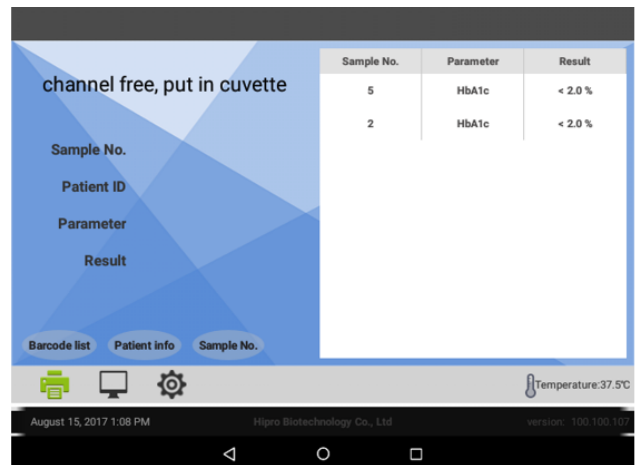 channel free, put in cuvette
Sample No.
Patient ID
Parameter
Result
Barcode list Patient info Sample No.
Sample No. Parameter Result
5 HbA1c < 2.0 %
2 HbA1c < 2.0 %
Temperature:37.5℃
August 15, 2017 1:08 PM Hipro Biotechnology Co., Ltd version: 100.100.107